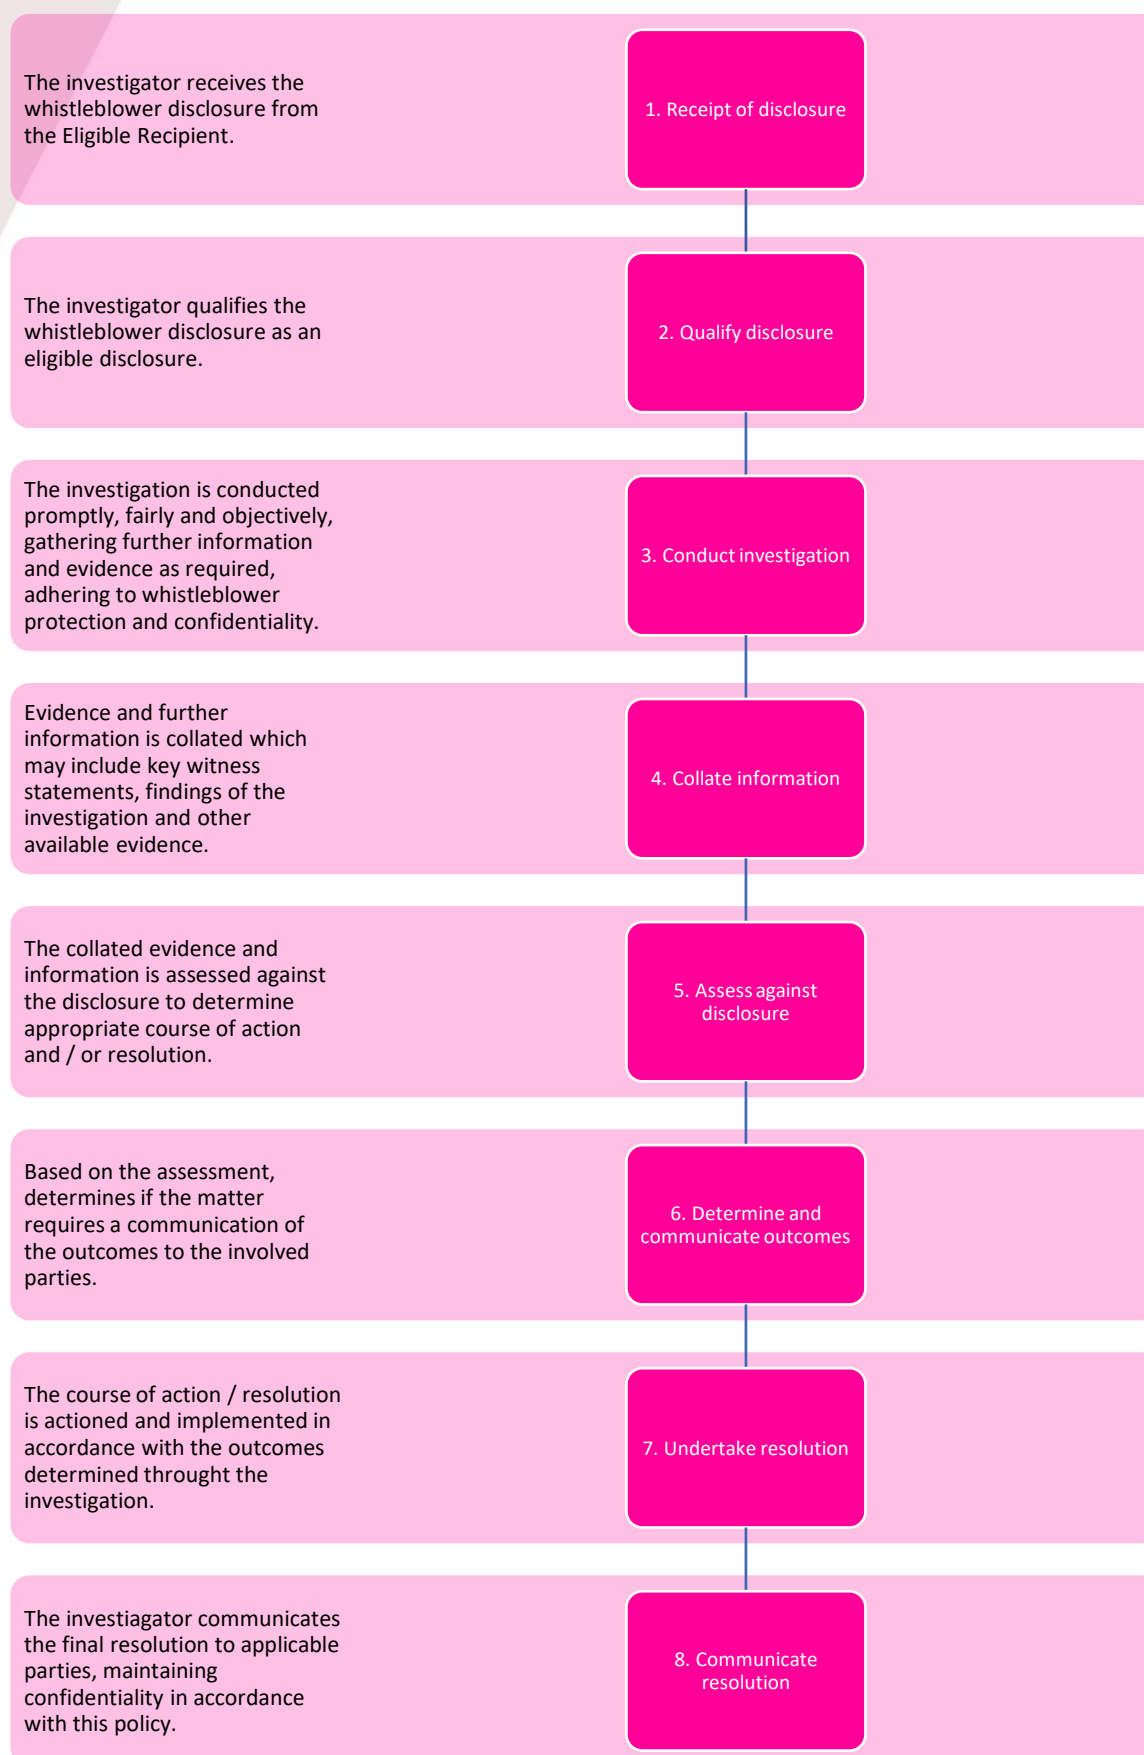 The investigator receives the
whistleblower disclosure from
the Eligible Recipient.
1. Receipt of disclosure
The investigator qualifies the
whistleblower disclosure as an
eligible disclosure.
2. Qualify disclosure
The investigation is conducted
promptly, fairly and objectively,
gathering further information
and evidence as required,
adhering to whistleblower
protection and confidentiality.
3. Conduct investigation
Evidence and further
information is collated which
may include key witness
statements, findings of the
investigation and other
available evidence.
4. Collate information
The collated evidence and
information is assessed against
the disclosure to determine
appropriate course of action
and / or resolution.
5. Assess against
disclosure
Based on the assessment,
determines if the matter
requires a communication of
the outcomes to the involved
parties.
6. Determine and
communicate outcomes
The course of action / resolution
is actioned and implemented in
accordance with the outcomes
determined throught the
investigation.
7. Undertake resolution
The investiagator communicates
the final resolution to applicable
parties, maintaining
confidentiality in accordance
with this policy.
8. Communicate
resolution